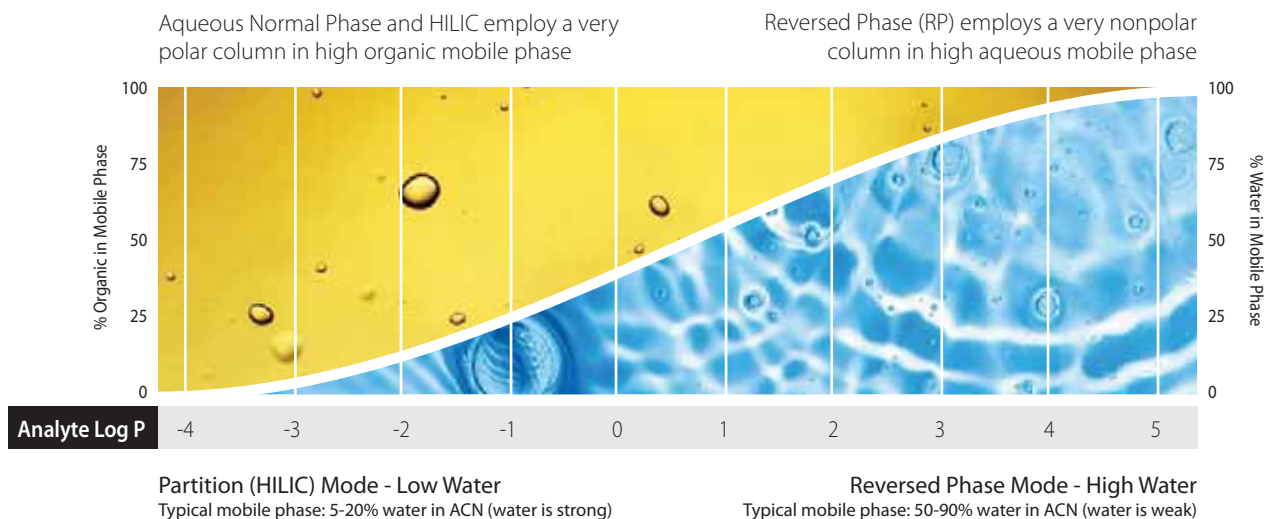 Aqueous Normal Phase and HILIC employ a very
polar column in high organic mobile phase
Reversed Phase (RP) employs a very nonpolar
column in high aqueous mobile phase
% Organic in Mobile Phase
100
75
50
25
0
100
75
50
25
0
% Water in Mobile Phase
Analyte Log P -4 -3 -2 -1 0 1 2 3 4 5
Partition (HILIC) Mode - Low Water
Typical mobile phase: 5-20% water in ACN (water is strong)
Reversed Phase Mode - High Water
Typical mobile phase: 50-90% water in ACN (water is weak)